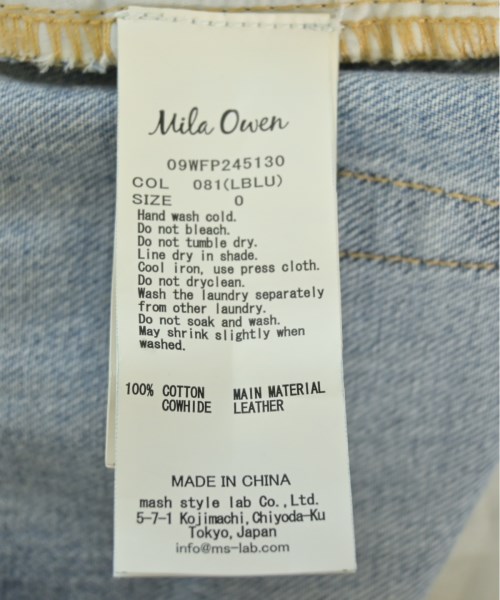 Mila Owen
09WFP245130
COL 081(LBLU)
SIZE 0
Hand wash cold.
Do not bleach.
Do not tumble dry.
Line dry in shade.
Cool iron, use press cloth.
Do not dryclean.
Wash the laundry separately
from other laundry.
Do not soak and wash.
May shrink slightly when
washed.
100% COTTON MAIN MATERIAL
COWHIDE LEATHER
MADE IN CHINA
mash style lab Co.,Ltd.
5-7-1 Kojimachi,Chiyoda-Ku
Tokyo,Japan
info@ms-lab.com